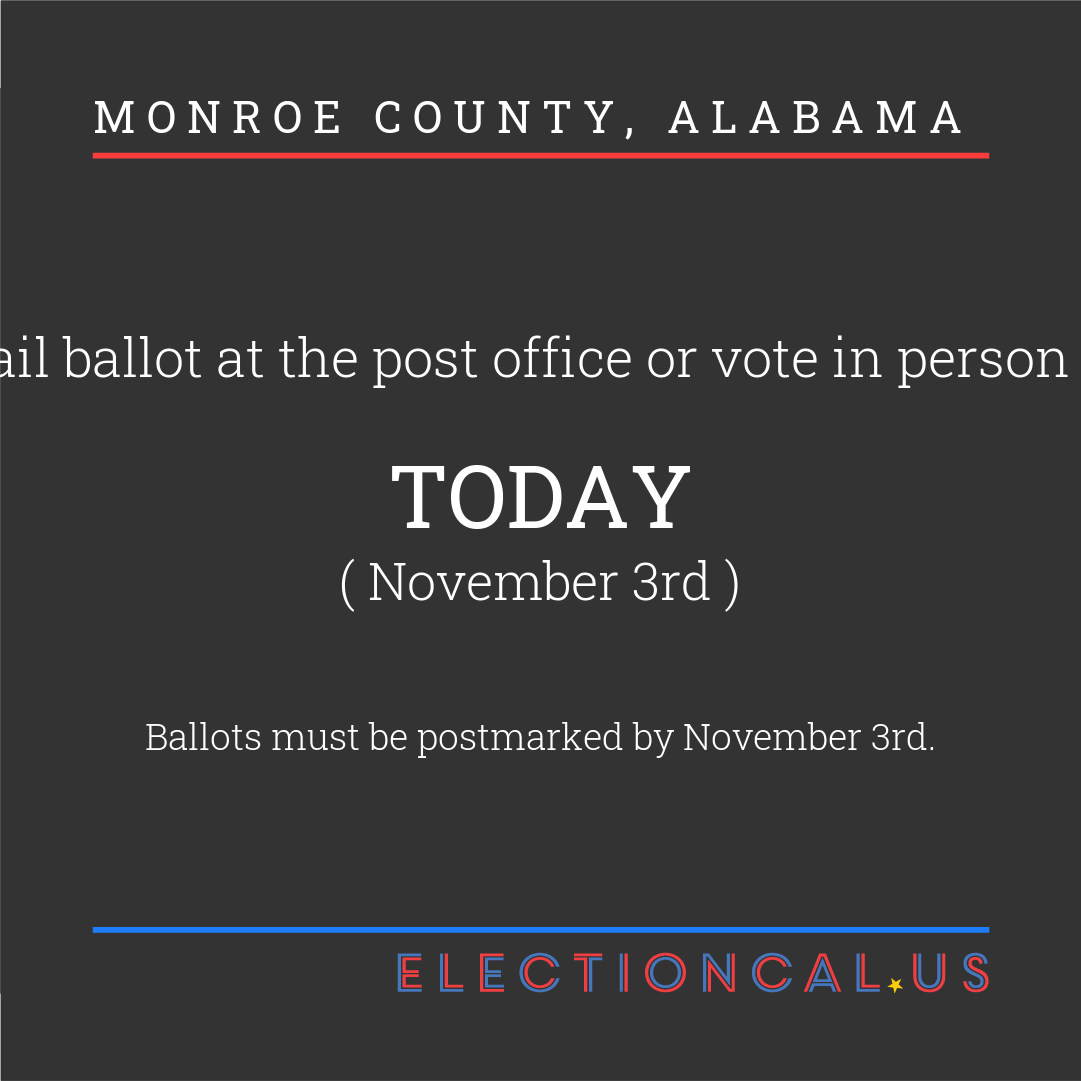 MONROE COUNTY, ALABAMA
ail ballot at the post office or vote in person
TODAY
( November 3rd )
Ballots must be postmarked by November 3rd.
ELECTIONCAL.US